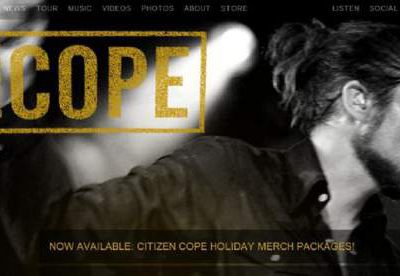 NEWS TOUR MUSIC VIDEOS PHOTOS ABOUT STORE LISTEN SOCIAL
COPE
NOW AVAILABLE: CITIZEN COPE HOLIDAY MERCH PACKAGES!